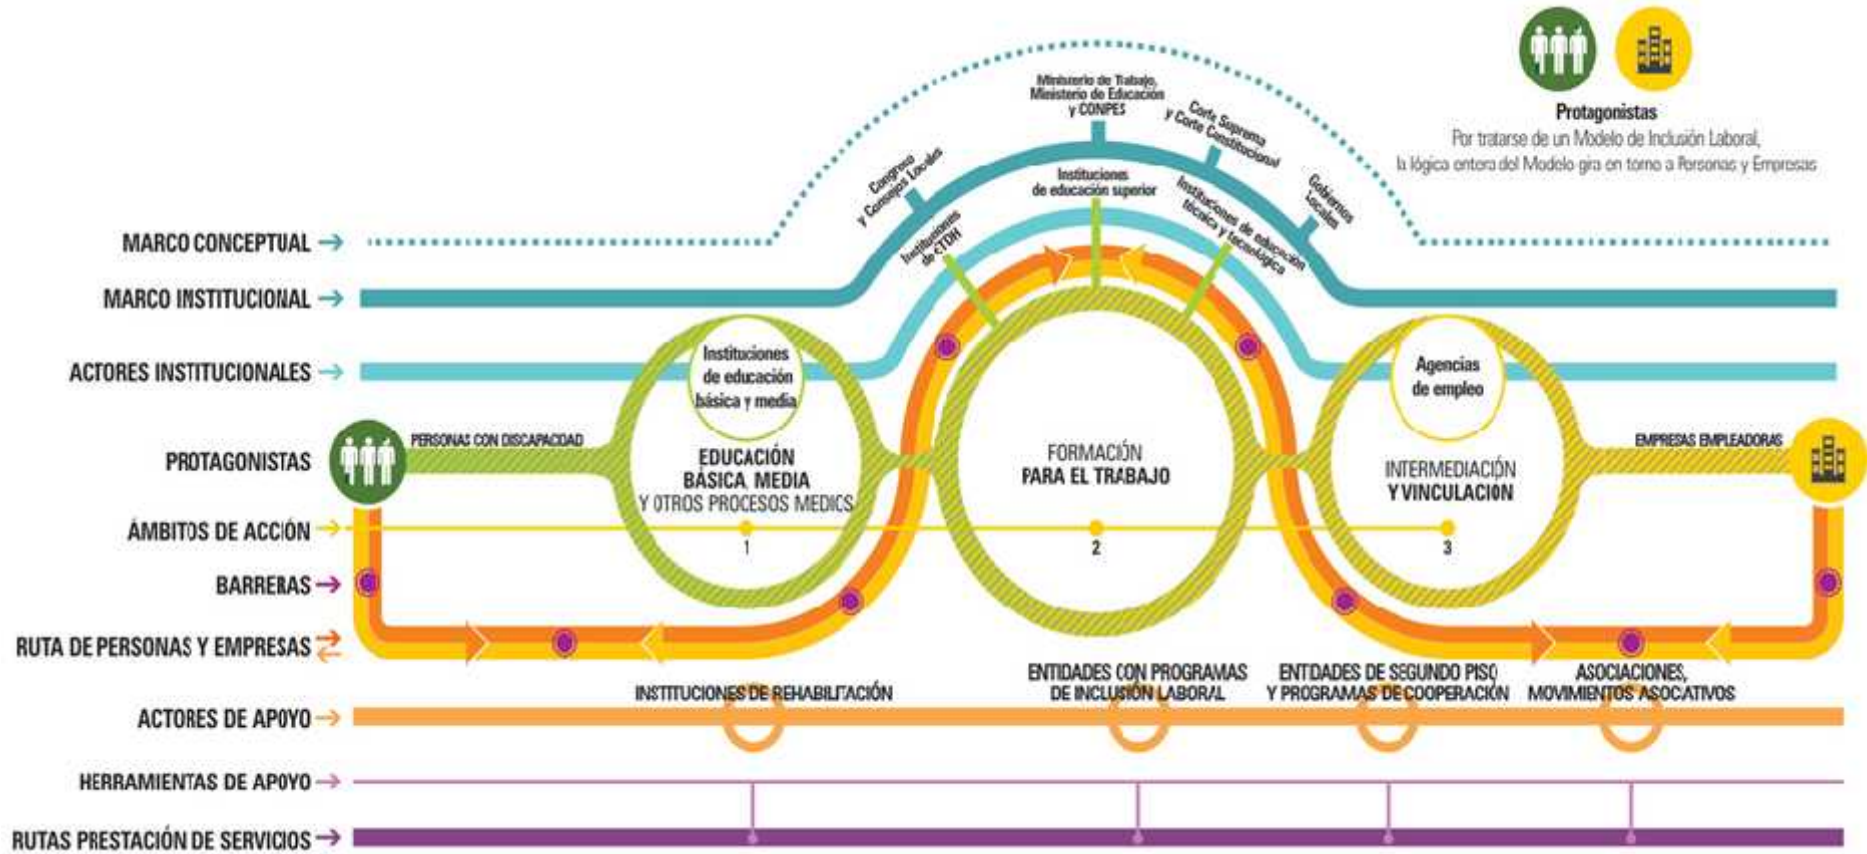 Protagonistas
Por tratarse de un Modelo de Inclusión Laboral,
la lógica entera del Modelo gira en torno a Personas y Empresas
Ministerio de Trabajo,
Ministerio de Educación
y CONPES
Corte Suprema
y Corte Constitucional
Congreso
y Consejos Locales
Gobiernos
Locales
Instituciones
de educación superior
Instituciones de educación
técnica y tecnológica
Instituciones
de ETDH
MARCO CONCEPTUAL
MARCO INSTITUCIONAL
ACTORES INSTITUCIONALES
Instituciones
de educación
básica y media
Agencias
de empleo
PROTAGONISTAS
PERSONAS CON DISCAPACIDAD
EDUCACIÓN
BÁSICA, MEDIA
Y OTROS PROCESOS MEDIOS
FORMACIÓN
PARA EL TRABAJO
INTERMEDIACIÓN
Y VINCULACION
EMPRESAS EMPLEADORAS
ÁMBITOS DE ACCIÓN
1
2
3
BARRERAS
RUTA DE PERSONAS Y EMPRESAS
INSTITUCIONES DE REHABILITACIÓN
ENTIDADES CON PROGRAMAS
DE INCLUSIÓN LABORAL
ENTIDADES DE SEGUNDO PISO
Y PROGRAMAS DE COOPERACIÓN
ASOCIACIONES,
MOVIMIENTOS ASOCATIVOS
ACTORES DE APOYO
HERRAMIENTAS DE APOYO
RUTAS PRESTACIÓN DE SERVICIOS